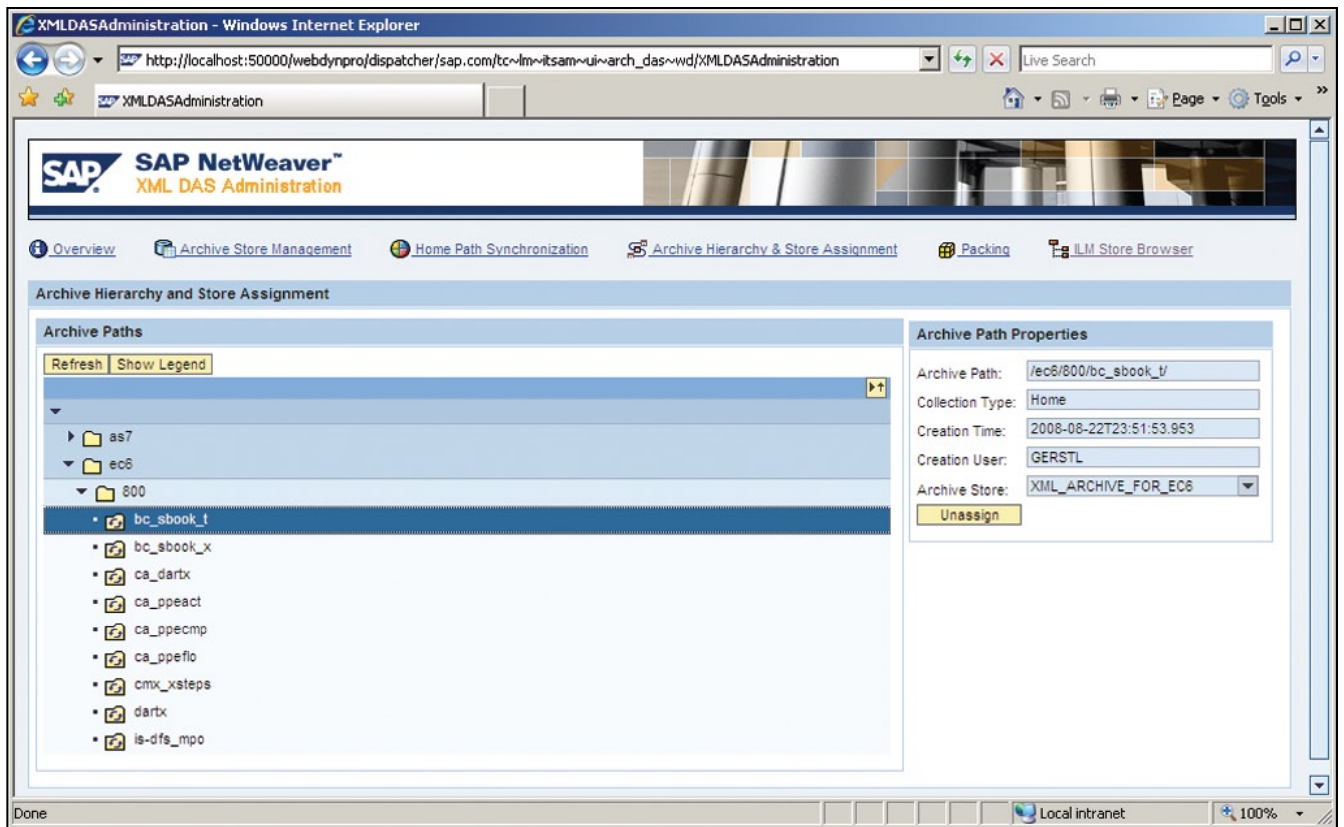 XMLDASAdministration - Windows Internet Explorer
http://localhost:50000/webdynpro/dispatcher/sap.com/tc~lm~itsam~ui~arch_das~wd/XMLDASAdministration
Live Search
XMLDASAdministration
Page
Tools
SAP
SAP NetWeaver™
XML DAS Administration
Overview
Archive Store Management
Home Path Synchronization
Archive Hierarchy & Store Assignment
Packing
ILM Store Browser
Archive Hierarchy and Store Assignment
Archive Paths
Refresh
Show Legend
as7
ec6
800
bc_sbook_t
bc_sbook_x
ca_dartx
ca_ppeact
ca_ppecmp
ca_ppeflo
cmx_xsteps
dartx
is-dfs_mpo
Archive Path Properties
Archive Path: /ec6/800/bc_sbook_t/
Collection Type: Home
Creation Time: 2008-08-22T23:51:53.953
Creation User: GERSTL
Archive Store: XML_ARCHIVE_FOR_EC6
Unassign
Done
Local intranet
100%